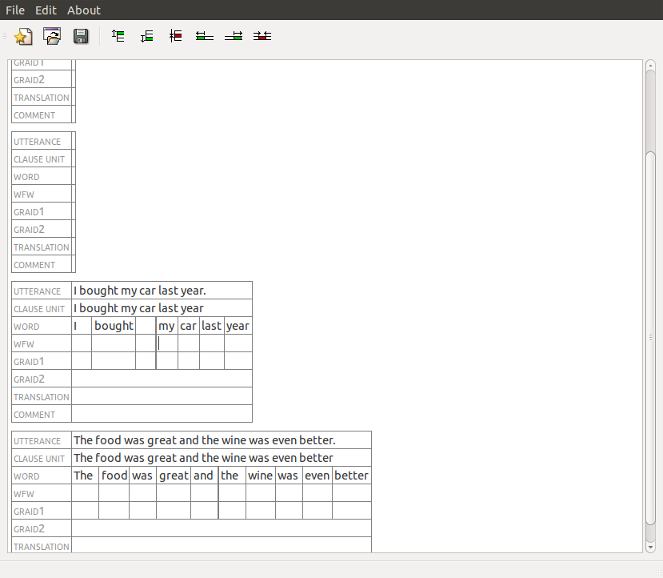 File Edit About
GRAID1
GRAID2
TRANSLATION
COMMENT
UTTERANCE
CLAUSE UNIT
WORD
WFW
GRAID1
GRAID2
TRANSLATION
COMMENT
UTTERANCE I bought my car last year.
CLAUSE UNIT I bought my car last year
WORD I bought my car last year
WFW
GRAID1
GRAID2
TRANSLATION
COMMENT
UTTERANCE The food was great and the wine was even better.
CLAUSE UNIT The food was great and the wine was even better
WORD The food was great and the wine was even better
WFW
GRAID1
GRAID2
TRANSLATION